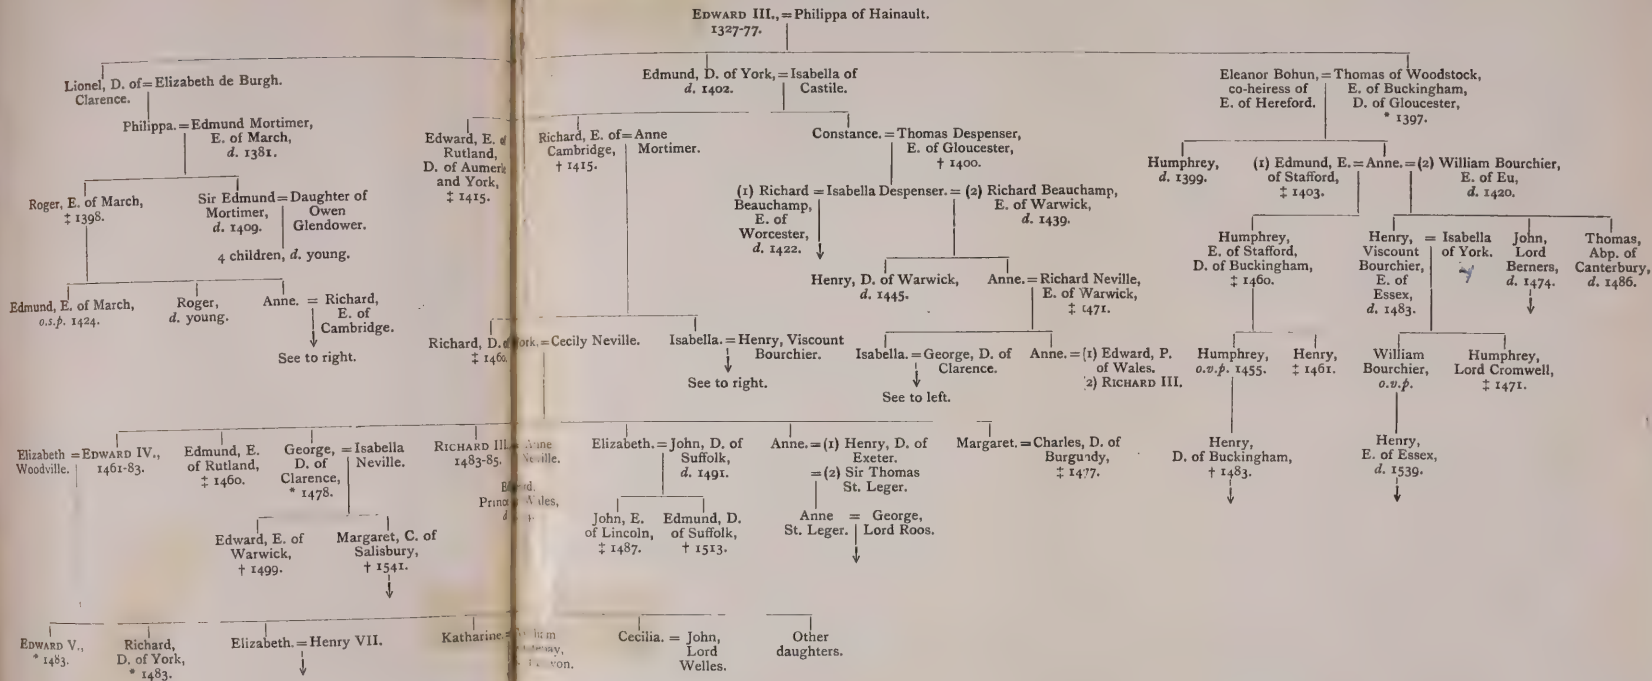 EDWARD III., = Philippa of Hainault.
1327-77.
Lionel, D. of = Elizabeth de Burgh.
Clarence.
Edmund, D. of York, = Isabella of
d. 1402. Castile.
Eleanor Bohun, = Thomas of Woodstock,
co-heiress of E. of Buckingham,
E. of Hereford. D. of Gloucester,
* 1397.
Philippa. = Edmund Mortimer,
E. of March,
d. 1381.
Edward, E. of
Rutland,
D. of Aumerle
and York,
‡ 1415.
Richard, E. of = Anne
Cambridge, Mortimer.
† 1415.
Constance. = Thomas Despenser,
E. of Gloucester,
† 1400.
Humphrey,
d. 1399.
(1) Edmund, E. = Anne. = (2) William Bourchier,
of Stafford, E. of Eu,
‡ 1403. d. 1420.
Roger, E. of March,
‡ 1398.
Sir Edmund = Daughter of
Mortimer, Owen
d. 1409. Glendower.
4 children, d. young.
(1) Richard = Isabella Despenser. = (2) Richard Beauchamp,
Beauchamp, E. of Warwick,
E. of d. 1439.
Worcester,
d. 1422.
Humphrey,
E. of Stafford,
D. of Buckingham,
‡ 1460.
Henry, = Isabella
Viscount of York.
Bourchier,
E. of
Essex,
d. 1483.
John,
Lord
Berners,
d. 1474.
Thomas,
Abp. of
Canterbury,
d. 1486.
Edmund, E. of March,
o.s.p. 1424.
Roger,
d. young.
Anne. = Richard,
E. of
Cambridge.
See to right.
Henry, D. of Warwick,
d. 1445.
Anne. = Richard Neville,
E. of Warwick,
‡ 1471.
Richard, D. of York. = Cecily Neville.
‡ 1460.
Isabella. = Henry, Viscount
Bourchier.
See to right.
Isabella. = George, D. of
Clarence.
See to left.
Anne. = (1) Edward, P.
of Wales.
(2) RICHARD III.
Humphrey,
o.v.p. 1455.
Henry,
‡ 1461.
William
Bourchier,
o.v.p.
Humphrey,
Lord Cromwell,
‡ 1471.
Elizabeth = EDWARD IV.,
Woodville. 1461-83.
Edmund, E.
of Rutland,
‡ 1460.
George, = Isabella
D. of Neville.
Clarence,
* 1478.
RICHARD III. Anne
1483-85. Neville.
Wales,
Elizabeth. = John, D. of
Suffolk,
d. 1491.
Anne. = (1) Henry, D. of
Exeter.
= (2) Sir Thomas
St. Leger.
Margaret. = Charles, D. of
Burgundy,
‡ 1477.
Henry,
D. of Buckingham,
† 1483.
Henry,
E. of Essex,
d. 1539.
Edward, E. of
Warwick,
† 1499.
Margaret, C. of
Salisbury,
† 1541.
John, E.
of Lincoln,
‡ 1487.
Edmund, D.
of Suffolk,
† 1513.
Anne = George,
St. Leger. Lord Roos.
EDWARD V.,
* 1483.
Richard,
D. of York,
* 1483.
Elizabeth. = Henry VII.
Katharine. =
Cecilia. = John,
Lord
Welles.
Other
daughters.